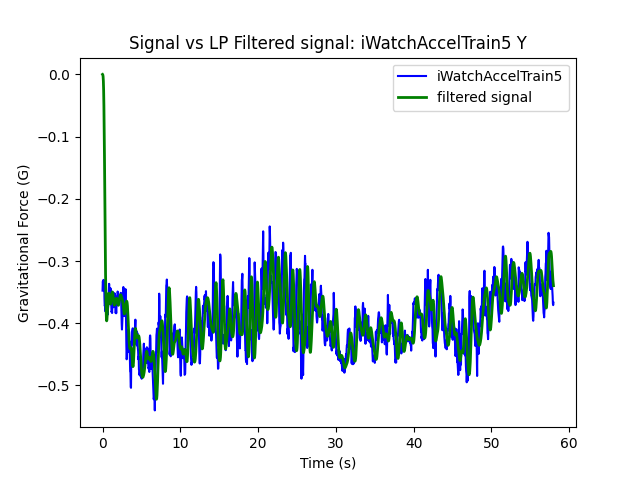 Signal vs LP Filtered signal: iWatchAccelTrain5 Y
iWatchAccelTrain5
filtered signal
Gravitational Force (G)
0.0
−0.1
−0.2
−0.3
−0.4
−0.5
0 10 20 30 40 50 60
Time (s)